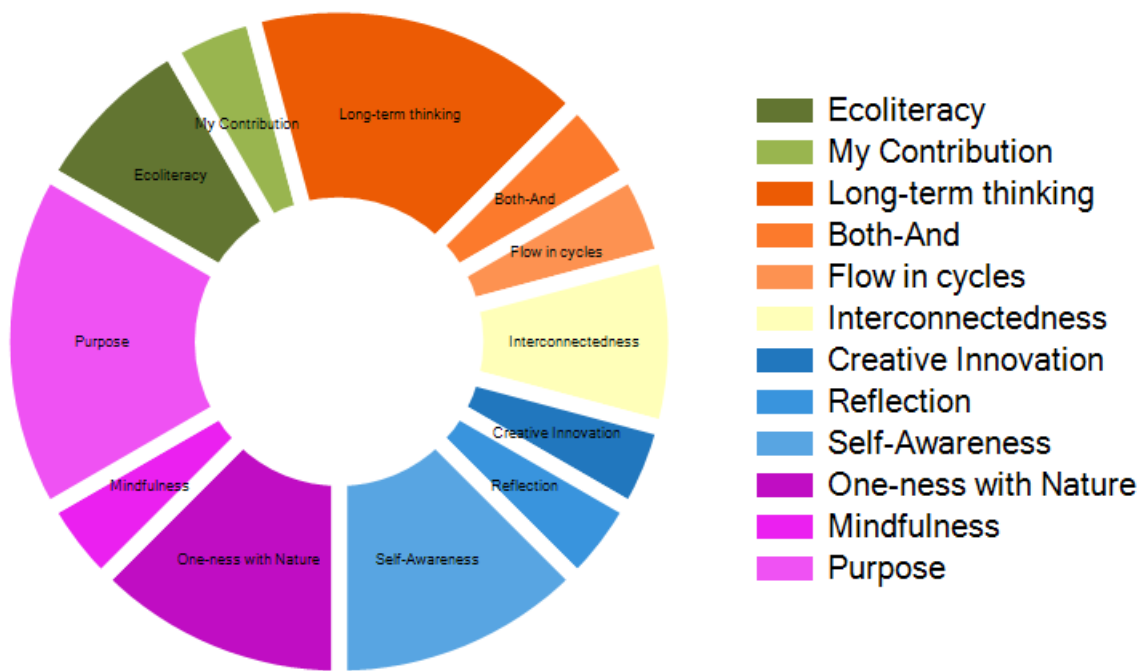 Long-term thinking
My Contribution
Ecoliteracy
Both-And
Flow in cycles
Purpose
Interconnectedness
Creative Innovation
Mindfulness
Reflection
One-ness with Nature
Self-Awareness
Ecoliteracy
My Contribution
Long-term thinking
Both-And
Flow in cycles
Interconnectedness
Creative Innovation
Reflection
Self-Awareness
One-ness with Nature
Mindfulness
Purpose